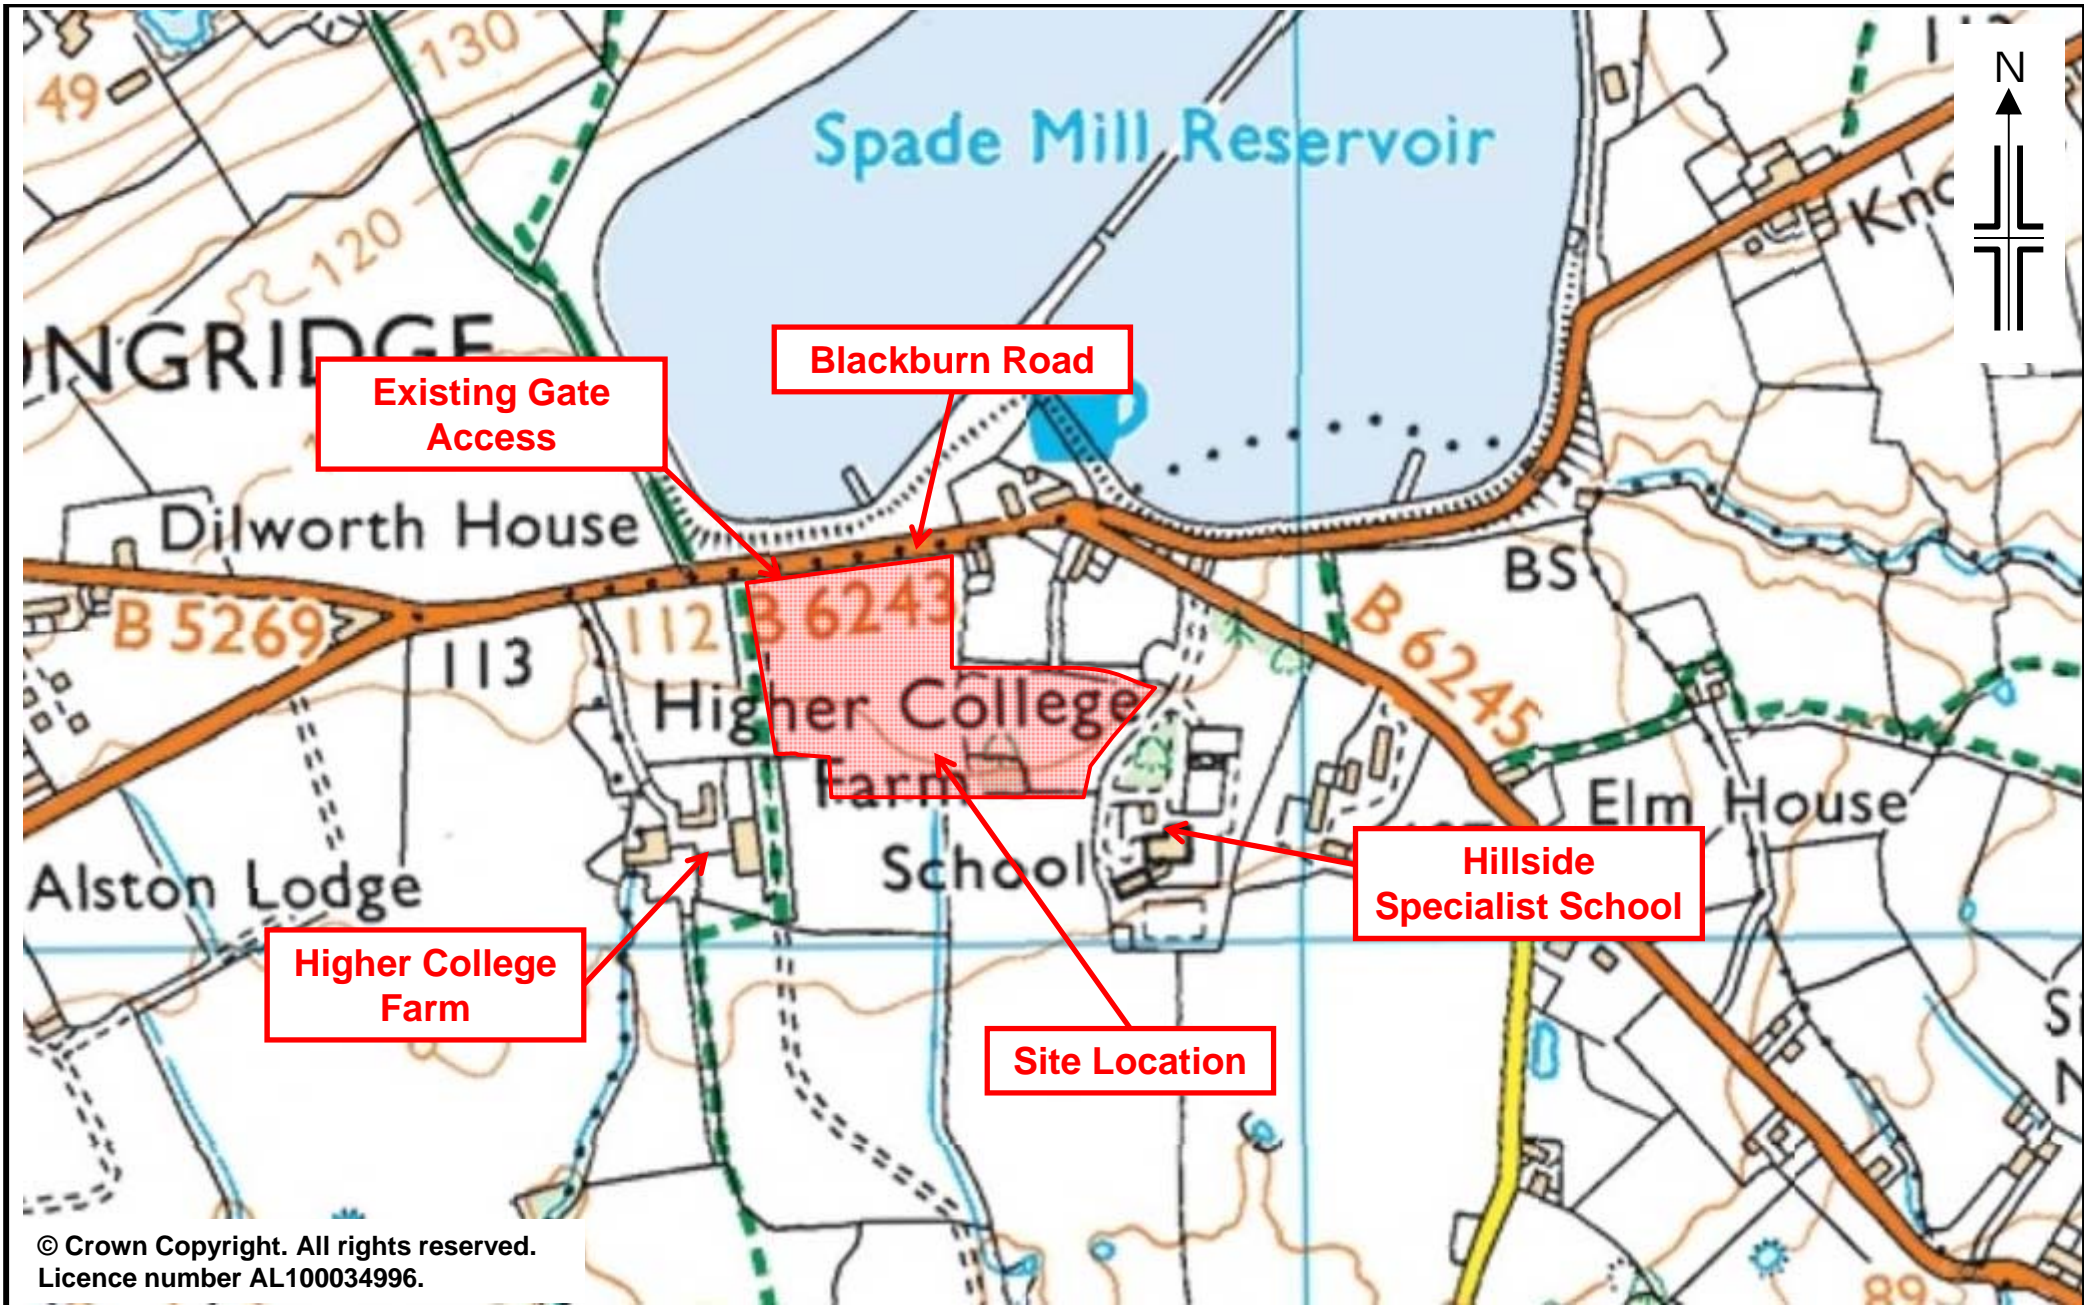 130
49
N
Spade Mill Reservoir
120
Blackburn Road
Existing Gate
Access
Dilworth House
BS
B 5269
113
112
B 6243
B 6245
Higher College
Farm
Elm House
School
Alston Lodge
Hillside
Specialist School
Higher College
Farm
Site Location
© Crown Copyright. All rights reserved.
Licence number AL100034996.
89